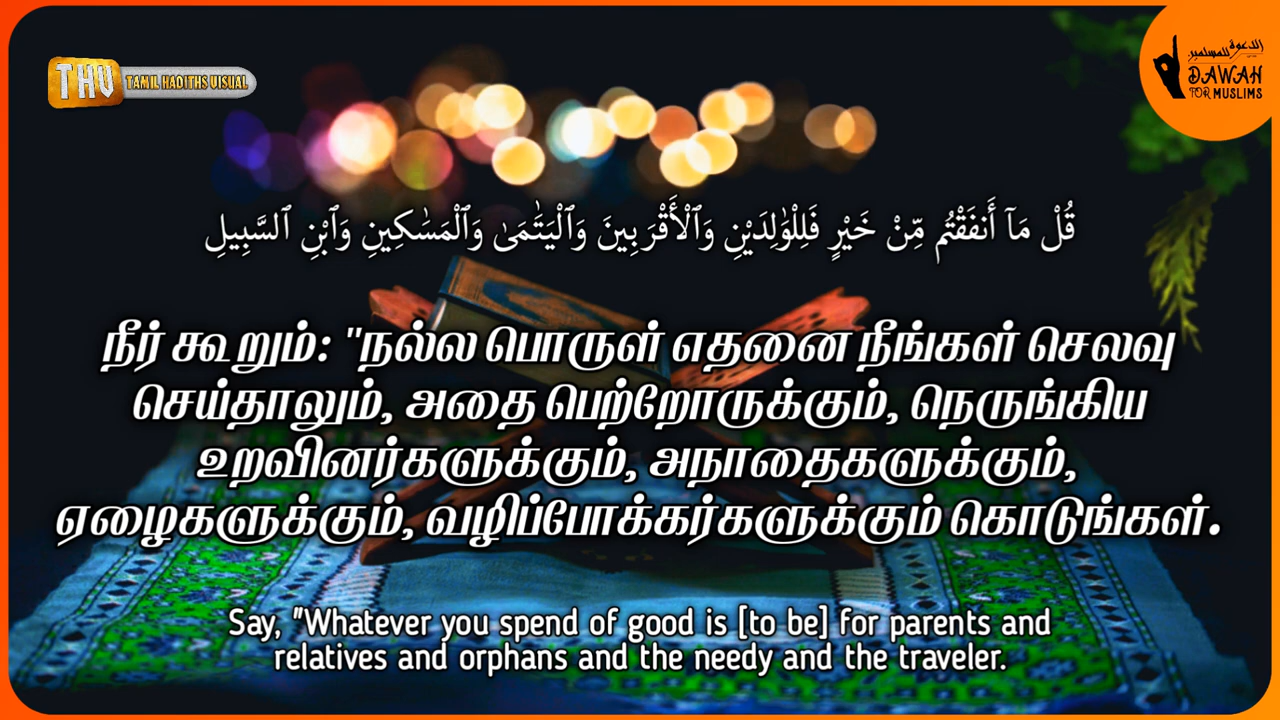 THV TAMIL HADITHS VISUAL
الدعوة للمسلمين
DAWAH
FOR MUSLIMS
قُلْ مَآ أَنفَقْتُم مِّنْ خَيْرٍ فَلِلْوَٰلِدَيْنِ وَٱلْأَقْرَبِينَ وَٱلْيَتَٰمَىٰ وَٱلْمَسَٰكِينِ وَٱبْنِ ٱلسَّبِيلِ
நீர் கூறும்: "நல்ல பொருள் எதனை நீங்கள் செலவு
செய்தாலும், அதை பெற்றோருக்கும், நெருங்கிய
உறவினர்களுக்கும், அநாதைகளுக்கும்,
ஏழைகளுக்கும், வழிப்போக்கர்களுக்கும் கொடுங்கள்.
Say, "Whatever you spend of good is [to be] for parents and
relatives and orphans and the needy and the traveler.